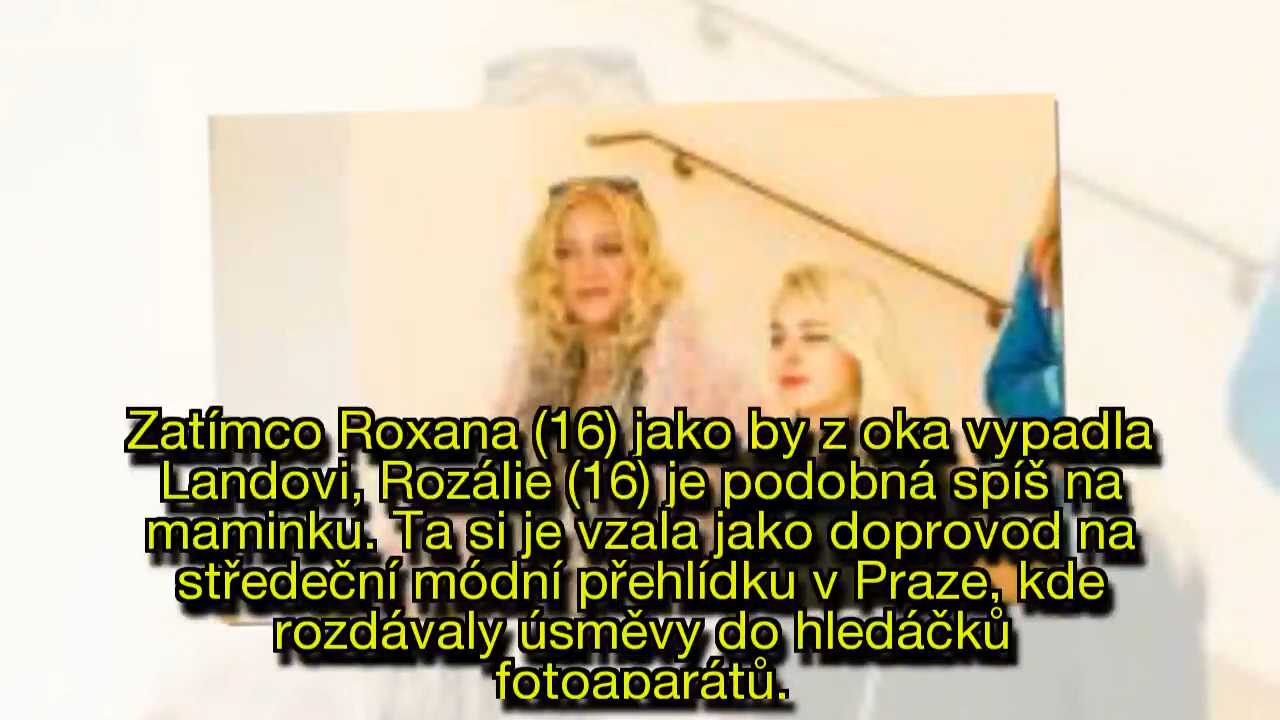 Zatímco Roxana (16) jako by z oka vypadla
Landovi, Rozálie (16) je podobná spíš na
maminku. Ta si je vzala jako doprovod na
středeční módní přehlídku v Praze, kde
rozdávaly úsměvy do hledáčků
fotoaparátů.